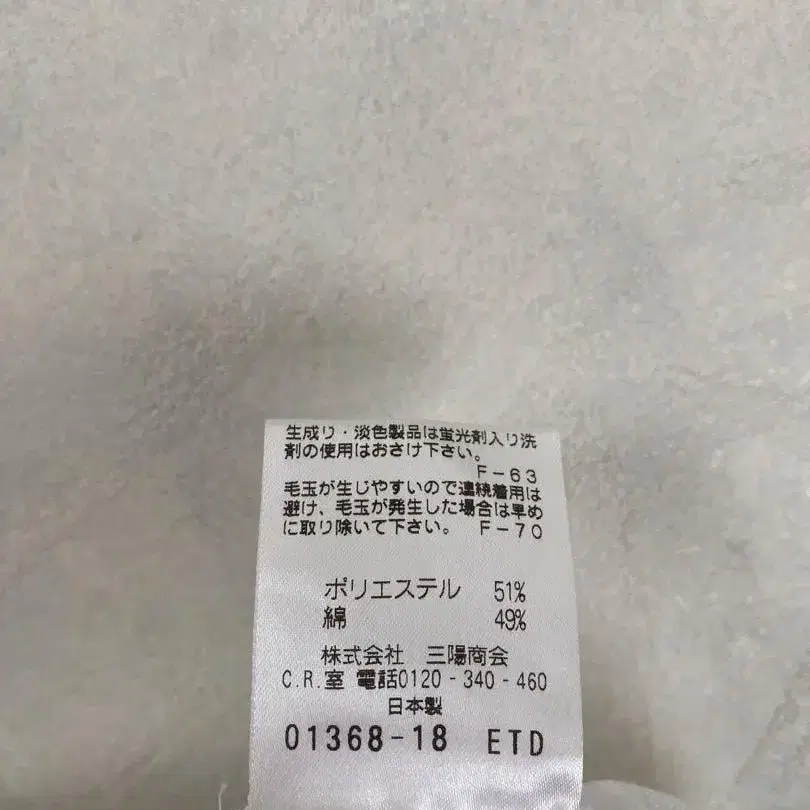 生成り・淡色製品は蛍光剤入り洗
剤の使用はおさけ下さい。
F-63
毛玉が生じやすいので連続着用は
避け、毛玉が発生した場合は早め
に取り除いて下さい。 F-70
ポリエステル 51%
綿 49%
株式会社 三陽商会
C.R.室 電話0120-340-460
日本製
01368-18 ETD